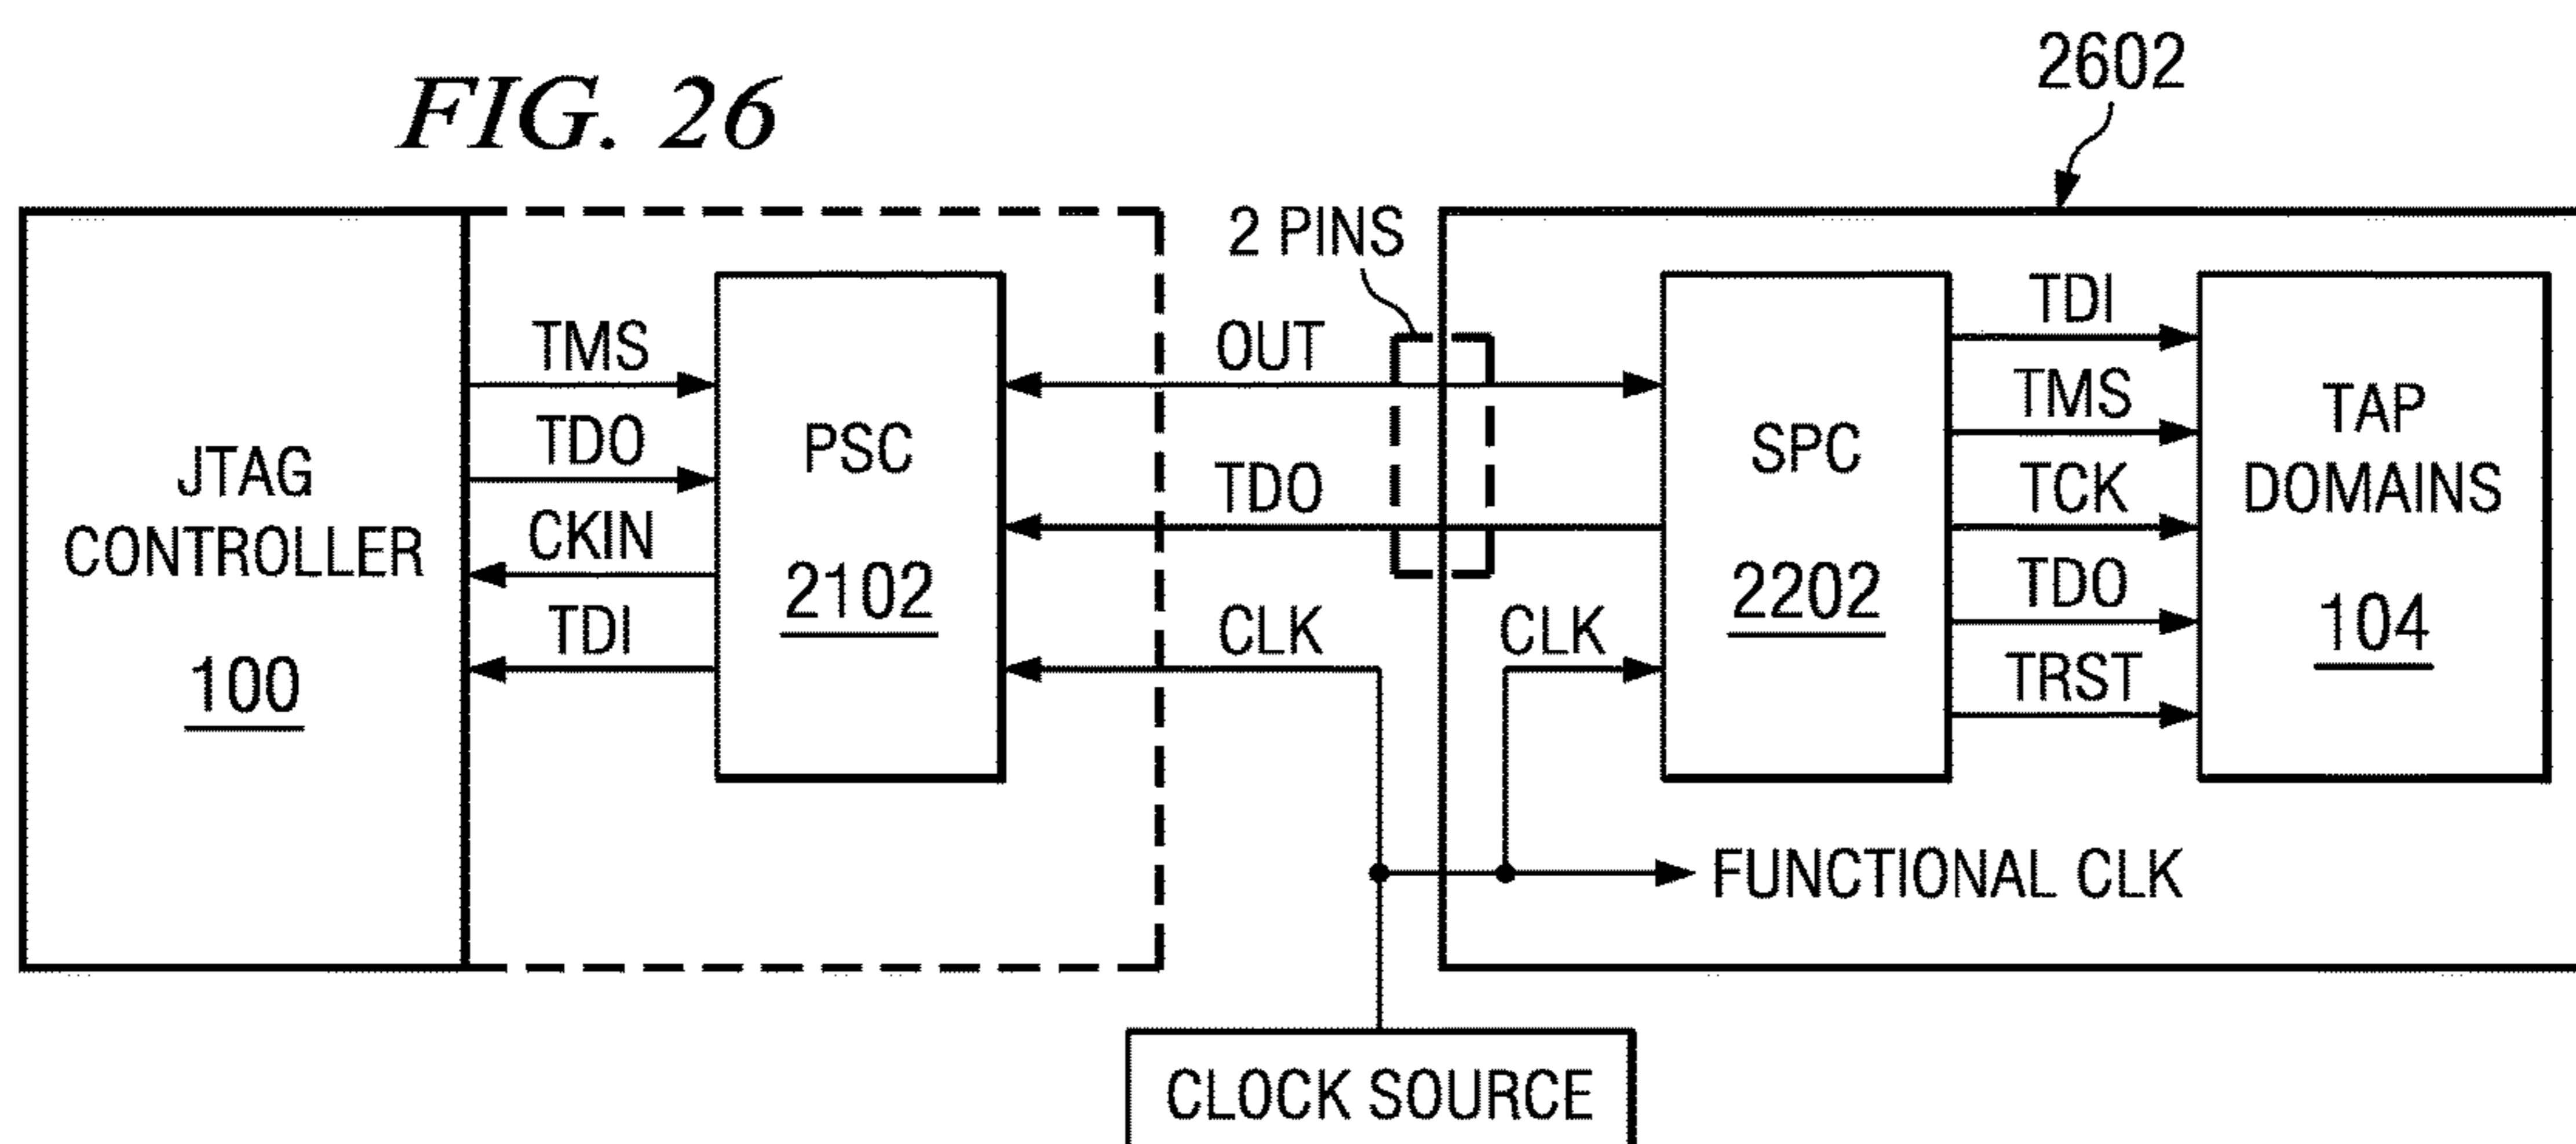 FIG. 26
2602
2 PINS
JTAG
CONTROLLER
100
TMS
TDO
CKIN
TDI
PSC
2102
OUT
TDO
CLK
CLK
SPC
2202
TDI
TMS
TCK
TDO
TRST
TAP
DOMAINS
104
FUNCTIONAL CLK
CLOCK SOURCE